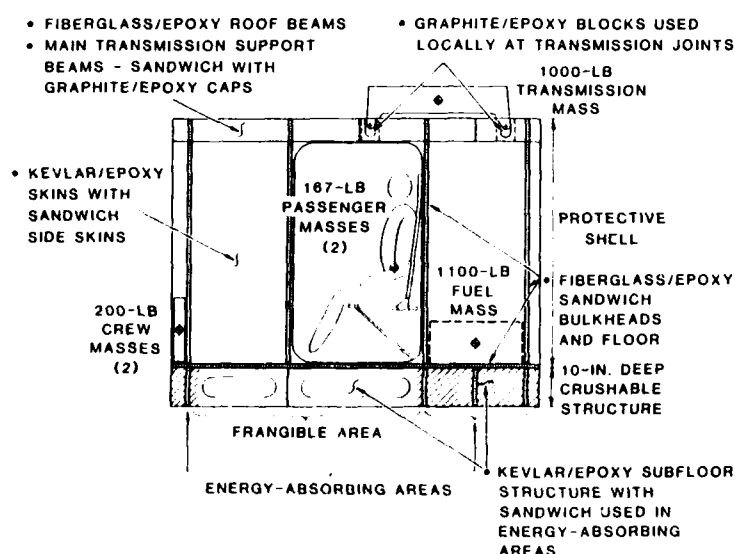 • FIBERGLASS/EPOXY ROOF BEAMS
• MAIN TRANSMISSION SUPPORT
BEAMS - SANDWICH WITH
GRAPHITE/EPOXY CAPS
• GRAPHITE/EPOXY BLOCKS USED
LOCALLY AT TRANSMISSION JOINTS
1000-LB
TRANSMISSION
MASS
• KEVLAR/EPOXY
SKINS WITH
SANDWICH
SIDE SKINS
167-LB
PASSENGER
MASSES
(2)
PROTECTIVE
SHELL
1100-LB
FUEL
MASS
• FIBERGLASS/EPOXY
SANDWICH
BULKHEADS
AND FLOOR
200-LB
CREW
MASSES
(2)
10-IN. DEEP
CRUSHABLE
STRUCTURE
FRANGIBLE AREA
ENERGY-ABSORBING AREAS
• KEVLAR/EPOXY SUBFLOOR
STRUCTURE WITH
SANDWICH USED IN
ENERGY-ABSORBING
AREAS